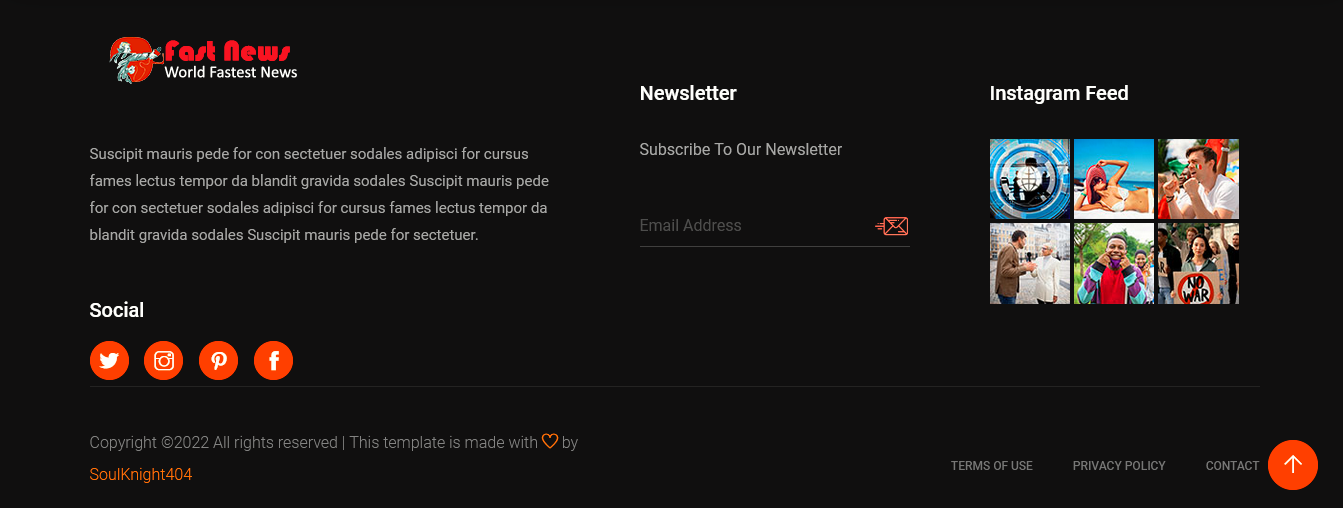 Fast News
World Fastest News
Suscipit mauris pede for con sectetuer sodales adipisci for cursus
fames lectus tempor da blandit gravida sodales Suscipit mauris pede
for con sectetuer sodales adipisci for cursus fames lectus tempor da
blandit gravida sodales Suscipit mauris pede for sectetuer.
Social
Newsletter
Subscribe To Our Newsletter
Email Address
Instagram Feed
NO
WAR
Copyright ©2022 All rights reserved | This template is made with by
SoulKnight404
TERMS OF USE
PRIVACY POLICY
CONTACT